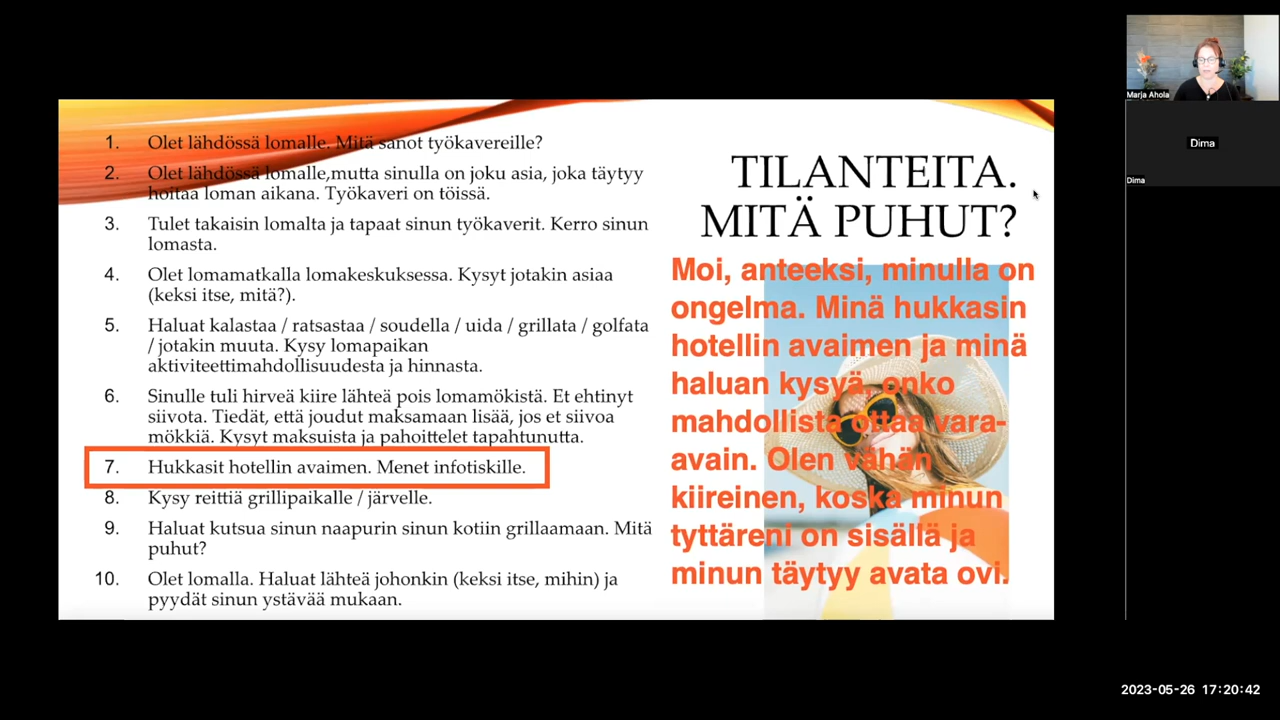 1. Olet lähdössä lomalle. Mitä sanot työkavereille?
2. Olet lähdössä lomalle,mutta sinulla on joku asia, joka täytyy
hoitaa loman aikana. Työkaveri on töissä.
3. Tulet takaisin lomalta ja tapaat sinun työkaverit. Kerro sinun
lomasta.
4. Olet lomamatkalla lomakeskuksessa. Kysyt jotakin asiaa
(keksi itse, mitä?).
5. Haluat kalastaa / ratsastaa / soudella / uida / grillata / golfata
/ jotakin muuta. Kysy lomapaikan
aktiviteettimahdollisuudesta ja hinnasta.
6. Sinulle tuli hirveä kiire lähteä pois lomamökistä. Et ehtinyt
siivota. Tiedät, että joudut maksamaan lisää, jos et siivoa
mökkiä. Kysyt maksuista ja pahoittelet tapahtunutta.
7. Hukkasit hotellin avaimen. Menet infotiskille.
8. Kysy reittiä grillipaikalle / järvelle.
9. Haluat kutsua sinun naapurin sinun kotiin grillaamaan. Mitä
puhut?
10. Olet lomalla. Haluat lähteä johonkin (keksi itse, mihin) ja
pyydät sinun ystävää mukaan.
TILANTEITA.
MITÄ PUHUT?
Moi, anteeksi, minulla on
ongelma. Minä hukkasin
hotellin avaimen ja minä
haluan kysyä, onko
mahdollista ottaa vara-
avain. Olen vähän
kiireinen, koska minun
tyttäreni on sisällä ja
minun täytyy avata ovi.
Marja Ahola
Dima
Dima
2023-05-26 17:20:42